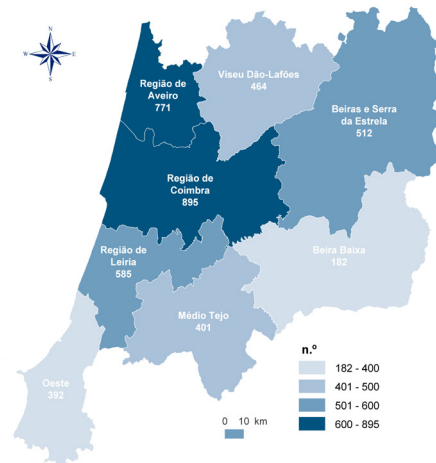 N
W E
S
Região de
Aveiro
771
Viseu Dão-Lafões
464
Beiras e Serra
da Estrela
512
Região de
Coimbra
895
Região de
Leiria
585
Beira Baixa
182
Médio Tejo
401
Oeste
392
n.º
182 - 400
401 - 500
501 - 600
600 - 895
0 10 km